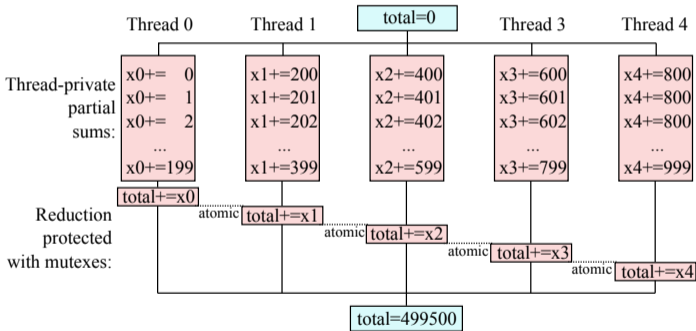 Thread 0 Thread 1 total=0 Thread 3 Thread 4
Thread-private partial sums:
x0+= 0 x1+=200 x2+=400 x3+=600 x4+=800
x0+= 1 x1+=201 x2+=401 x3+=601 x4+=800
x0+= 2 x1+=202 x2+=402 x3+=602 x4+=800
... ... ... ... ...
x0+=199 x1+=399 x2+=599 x3+=799 x4+=999
Reduction protected with mutexes:
total+=x0
atomic total+=x1
atomic total+=x2
atomic total+=x3
atomic total+=x4
total=499500